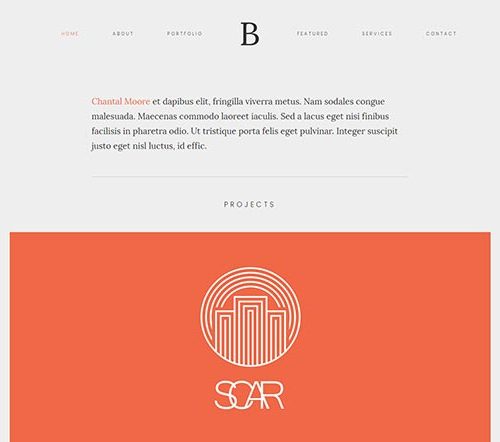 HOME ABOUT PORTFOLIO B FEATURED SERVICES CONTACT
Chantal Moore et dapibus elit, fringilla viverra metus. Nam sodales congue
malesuada. Maecenas commodo laoreet iaculis. Sed a lacus eget nisi finibus
facilisis in pharetra odio. Ut tristique porta felis eget pulvinar. Integer suscipit
justo eget nisl luctus, id effic.
PROJECTS
SCAR